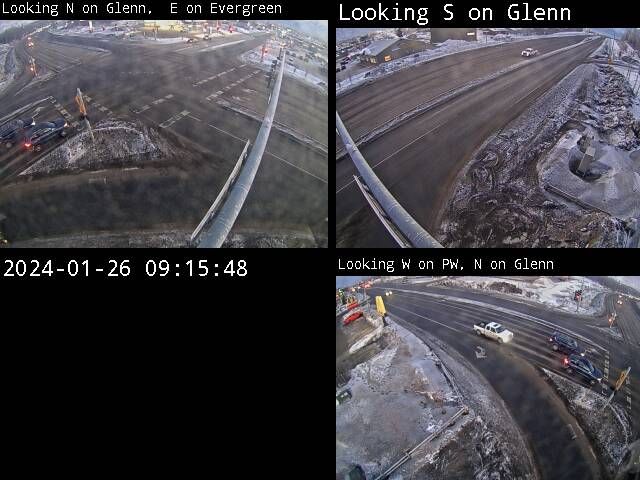 Looking N on Glenn,  E on Evergreen
Looking S on Glenn
2024-01-26 09:15:48
Looking W on PW, N on Glenn